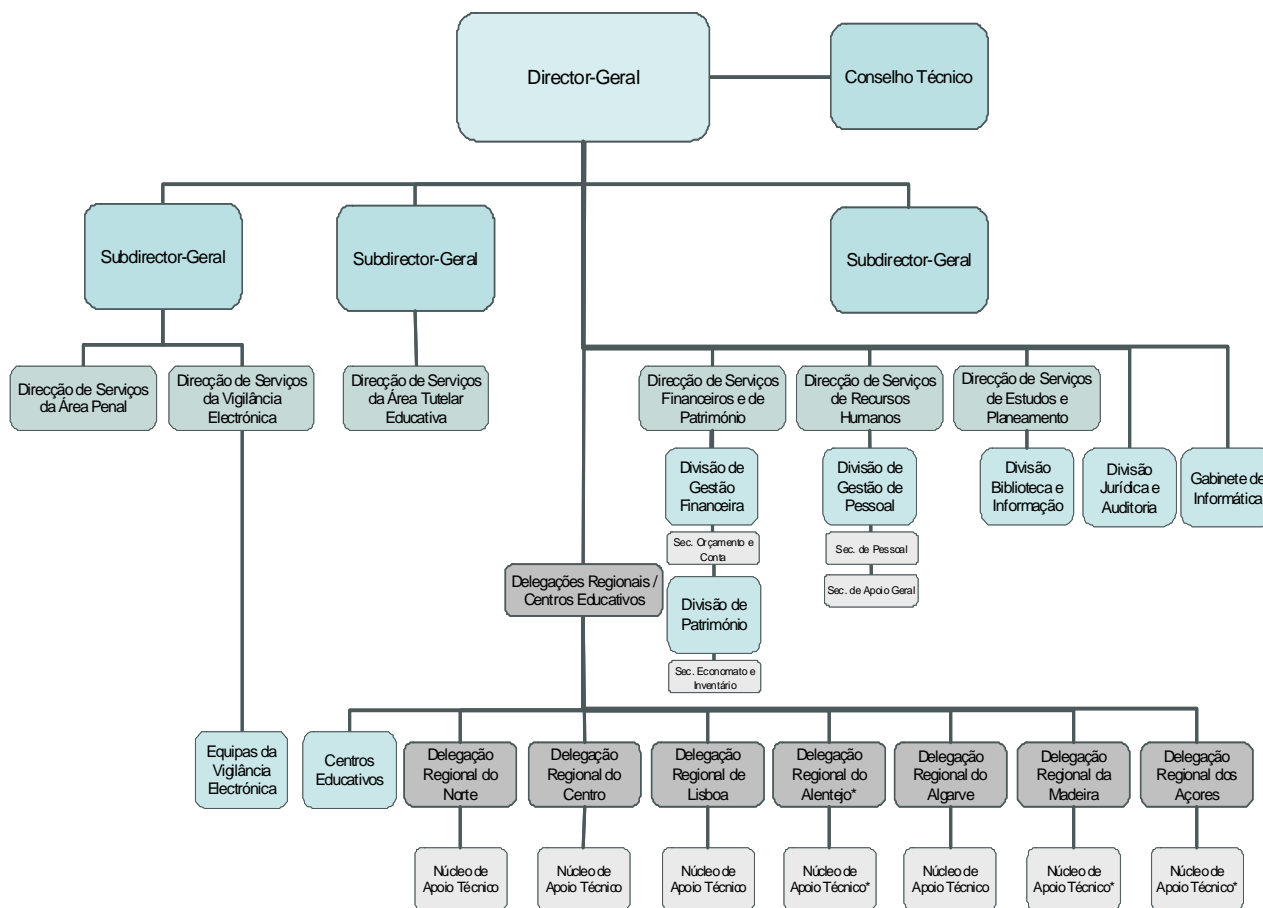 Director-Geral
Conselho Técnico
Subdirector-Geral
Subdirector-Geral
Subdirector-Geral
Direcção de Serviços
da Área Penal
Direcção de Serviços
da Vigilância
Electrónica
Direcção de Serviços
da Área Tutelar
Educativa
Direcção de Serviços
Financeiros e de
Património
Direcção de Serviços
de Recursos
Humanos
Direcção de Serviços
de Estudos e
Planeamento
Divisão de
Gestão
Financeira
Divisão de
Gestão de
Pessoal
Divisão
Biblioteca e
Informação
Divisão
Jurídica e
Auditoria
Gabinete de
Informática
Sec. Orçamento e
Conta
Sec. de Pessoal
Sec. de Apoio Geral
Delegações Regionais /
Centros Educativos
Divisão de
Património
Sec. Economato e
Inventário
Equipas da
Vigilância
Electrónica
Centros
Educativos
Delegação
Regional do
Norte
Delegação
Regional do
Centro
Delegação
Regional de
Lisboa
Delegação
Regional do
Alentejo*
Delegação
Regional do
Algarve
Delegação
Regional da
Madeira
Delegação
Regional dos
Açores
Núcleo de
Apoio Técnico
Núcleo de
Apoio Técnico
Núcleo de
Apoio Técnico
Núcleo de
Apoio Técnico*
Núcleo de
Apoio Técnico
Núcleo de
Apoio Técnico*
Núcleo de
Apoio Técnico*